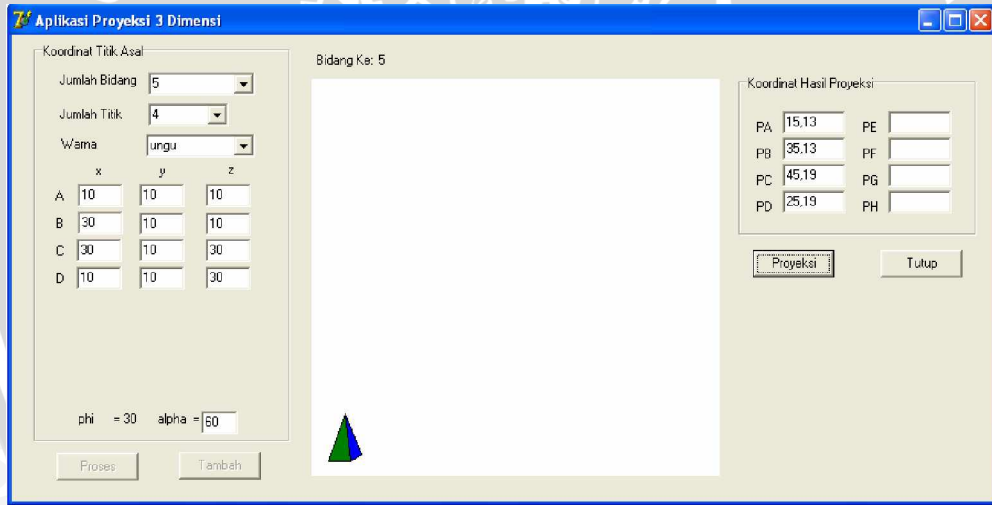 Aplikasi Proyeksi 3 Dimensi
Koordinat Titik Asal
Jumlah Bidang 5
Jumlah Titik 4
Warna ungu
x y z
A 10 10 10
B 30 10 10
C 30 10 30
D 10 10 30
phi = 30 alpha = 60
Proses Tambah
Bidang Ke: 5
Koordinat Hasil Proyeksi
PA 15,13 PE
PB 35,13 PF
PC 45,19 PG
PD 25,19 PH
Proyeksi Tutup